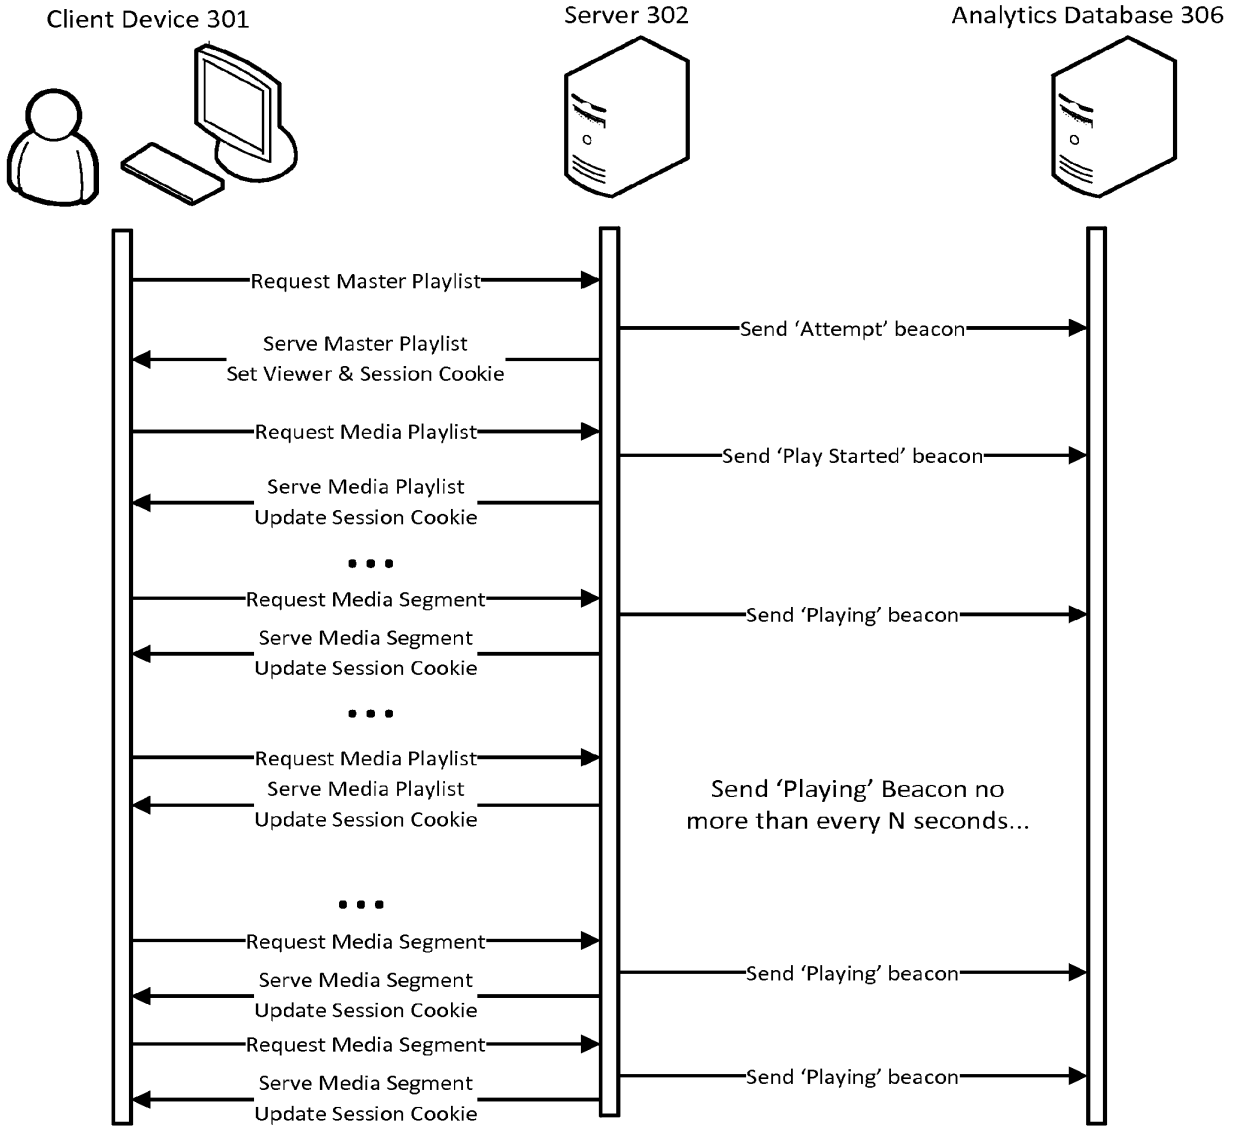 Client Device 301
Server 302
Analytics Database 306
Request Master Playlist
Send ‘Attempt’ beacon
Serve Master Playlist
Set Viewer & Session Cookie
Request Media Playlist
Send ‘Play Started’ beacon
Serve Media Playlist
Update Session Cookie
...
Request Media Segment
Send ‘Playing’ beacon
Serve Media Segment
Update Session Cookie
...
Request Media Playlist
Serve Media Playlist
Update Session Cookie
Send ‘Playing’ Beacon no
more than every N seconds...
...
Request Media Segment
Send ‘Playing’ beacon
Serve Media Segment
Update Session Cookie
Request Media Segment
Send ‘Playing’ beacon
Serve Media Segment
Update Session Cookie